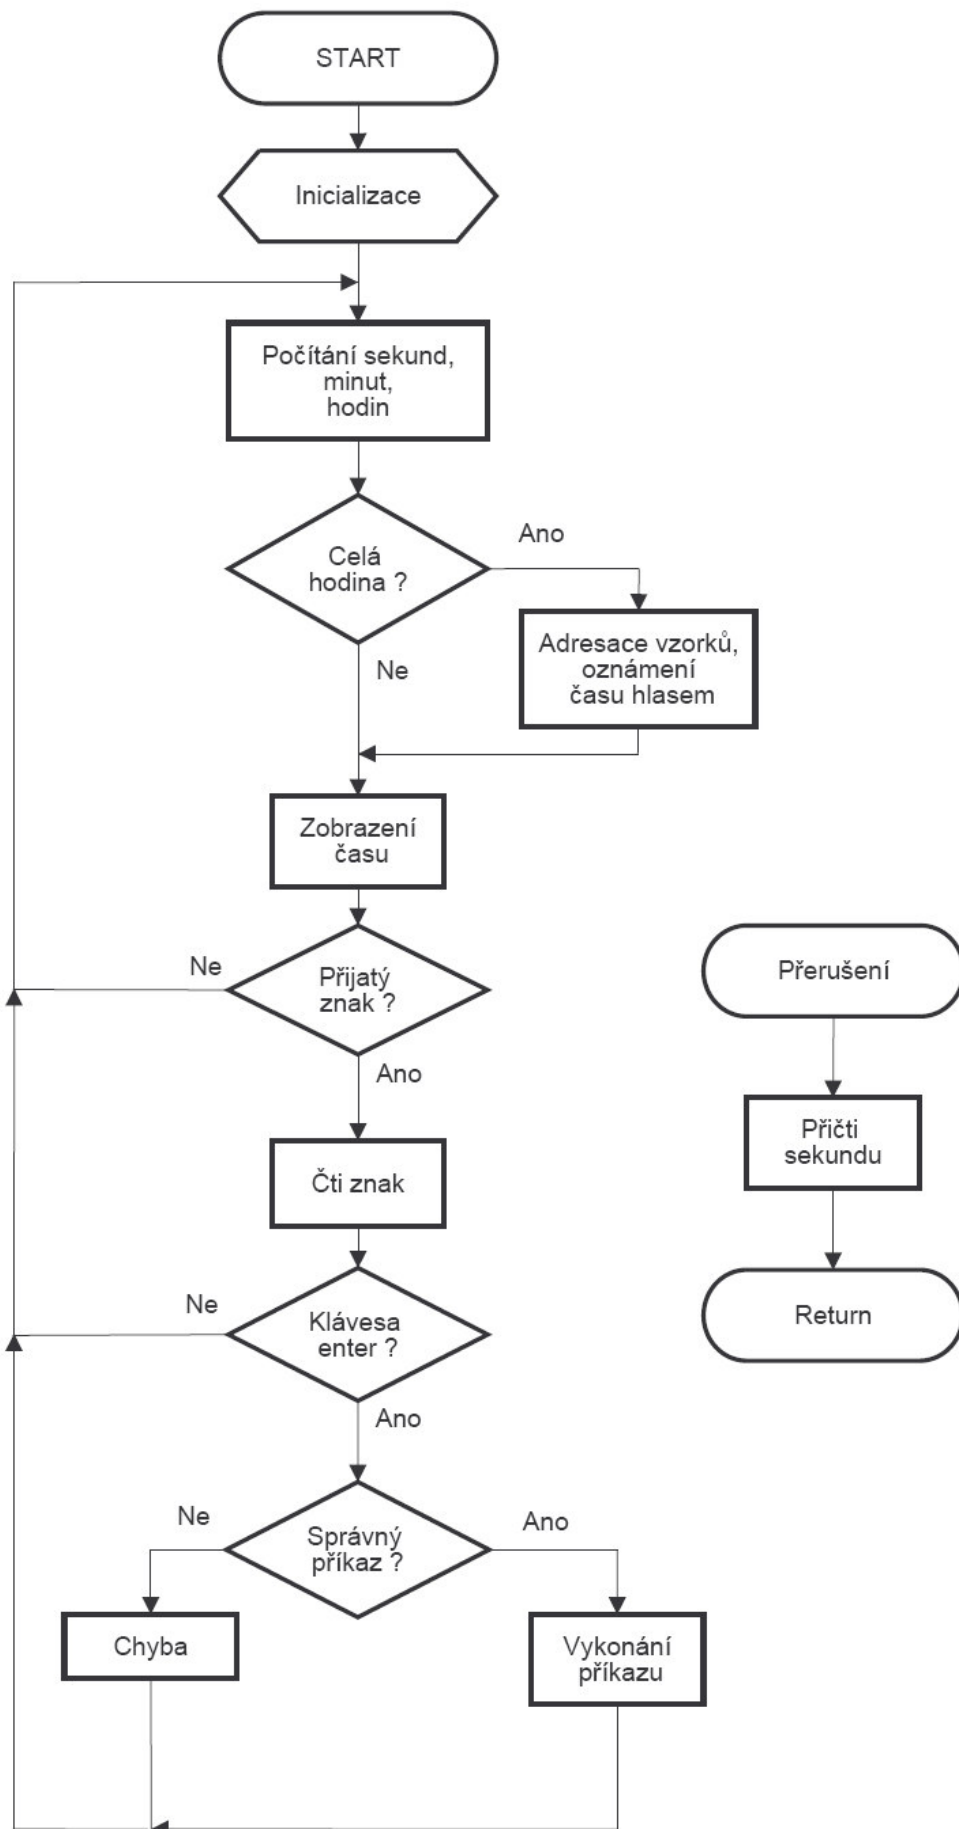 START
Inicializace
Počítání sekund,
minut,
hodin
Celá
hodina ?
Ano
Ne
Adresace vzorků,
oznámení
času hlasem
Zobrazení
času
Přijatý
znak ?
Ne
Ano
Čti znak
Klávesa
enter ?
Ne
Ano
Správný
příkaz ?
Ne
Ano
Chyba
Vykonání
příkazu
Přerušení
Přičti
sekundu
Return